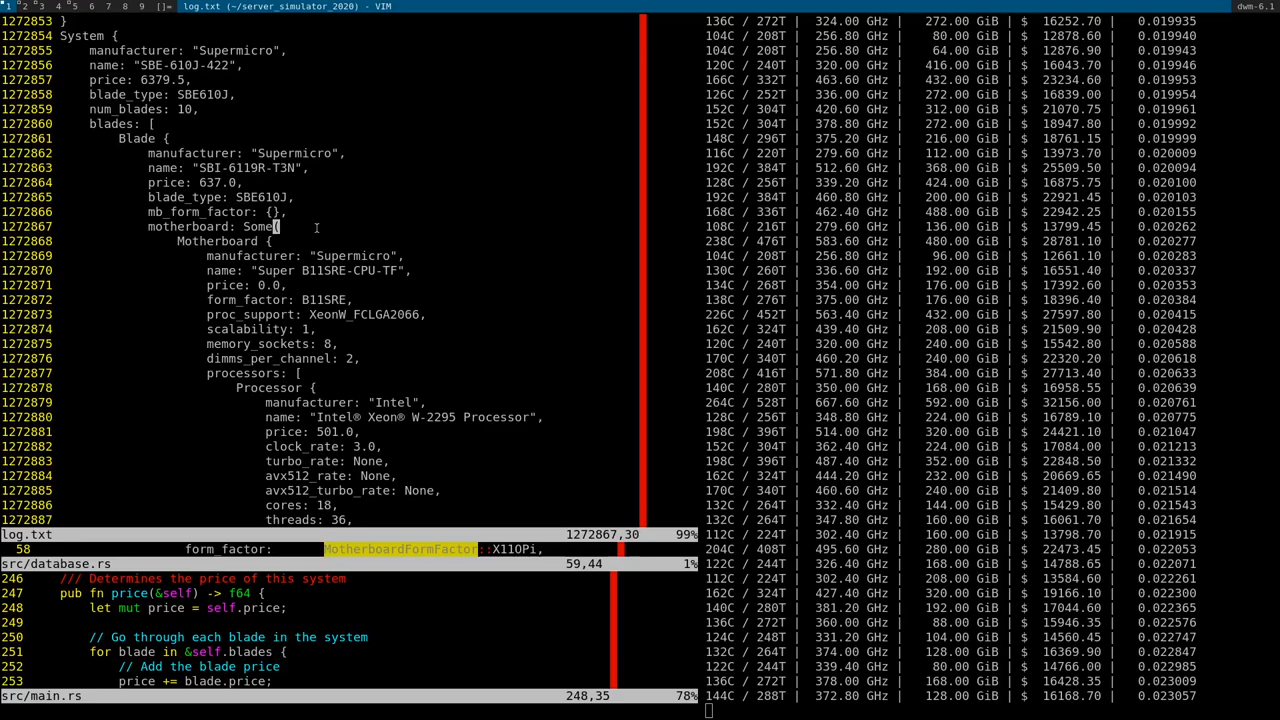 1 2 3 4 5 6 7 8 9 []= log.txt (~/server_simulator_2020) - VIM dwm-6.1
1272853 }
1272854 System {
1272855     manufacturer: "Supermicro",
1272856     name: "SBE-610J-422",
1272857     price: 6379.5,
1272858     blade_type: SBE610J,
1272859     num_blades: 10,
1272860     blades: [
1272861         Blade {
1272862             manufacturer: "Supermicro",
1272863             name: "SBI-6119R-T3N",
1272864             price: 637.0,
1272865             blade_type: SBE610J,
1272866             mb_form_factor: {},
1272867             motherboard: Some(
1272868                 Motherboard {
1272869                     manufacturer: "Supermicro",
1272870                     name: "Super B11SRE-CPU-TF",
1272871                     price: 0.0,
1272872                     form_factor: B11SRE,
1272873                     proc_support: XeonW_FCLGA2066,
1272874                     scalability: 1,
1272875                     memory_sockets: 8,
1272876                     dimms_per_channel: 2,
1272877                     processors: [
1272878                         Processor {
1272879                             manufacturer: "Intel",
1272880                             name: "Intel® Xeon® W-2295 Processor",
1272881                             price: 501.0,
1272882                             clock_rate: 3.0,
1272883                             turbo_rate: None,
1272884                             avx512_rate: None,
1272885                             avx512_turbo_rate: None,
1272886                             cores: 18,
1272887                             threads: 36,
log.txt 1272867,30 99%
58 form_factor: MotherboardFormFactor::X11OPi,
src/database.rs 59,44 1%
246     /// Determines the price of this system
247     pub fn price(&self) -> f64 {
248         let mut price = self.price;
249
250         // Go through each blade in the system
251         for blade in &self.blades {
252             // Add the blade price
253             price += blade.price;
src/main.rs 248,35 78%
136C / 272T | 324.00 GHz | 272.00 GiB | $ 16252.70 | 0.019935
104C / 208T | 256.80 GHz | 80.00 GiB | $ 12878.60 | 0.019940
104C / 208T | 256.80 GHz | 64.00 GiB | $ 12876.90 | 0.019943
120C / 240T | 320.00 GHz | 416.00 GiB | $ 16043.70 | 0.019946
166C / 332T | 463.60 GHz | 432.00 GiB | $ 23234.60 | 0.019953
126C / 252T | 336.00 GHz | 336.00 GiB | $ 16839.00 | 0.019954
152C / 304T | 420.60 GHz | 312.00 GiB | $ 21070.75 | 0.019961
152C / 304T | 378.80 GHz | 272.00 GiB | $ 18947.80 | 0.019992
148C / 296T | 375.20 GHz | 216.00 GiB | $ 18761.15 | 0.019999
116C / 220T | 279.60 GHz | 112.00 GiB | $ 13973.70 | 0.020009
192C / 384T | 512.60 GHz | 368.00 GiB | $ 25509.50 | 0.020094
128C / 256T | 339.20 GHz | 424.00 GiB | $ 16875.75 | 0.020100
192C / 384T | 460.80 GHz | 200.00 GiB | $ 22921.45 | 0.020103
168C / 336T | 462.40 GHz | 488.00 GiB | $ 22942.25 | 0.020155
108C / 216T | 279.60 GHz | 136.00 GiB | $ 13799.45 | 0.020262
238C / 476T | 583.60 GHz | 480.00 GiB | $ 28781.10 | 0.020277
104C / 208T | 256.80 GHz | 96.00 GiB | $ 12661.10 | 0.020283
130C / 260T | 336.60 GHz | 192.00 GiB | $ 16551.40 | 0.020337
134C / 268T | 354.00 GHz | 176.00 GiB | $ 17392.60 | 0.020353
138C / 276T | 375.00 GHz | 176.00 GiB | $ 18396.40 | 0.020384
226C / 452T | 563.40 GHz | 432.00 GiB | $ 27597.80 | 0.020415
162C / 324T | 439.40 GHz | 208.00 GiB | $ 21509.90 | 0.020428
120C / 240T | 320.00 GHz | 240.00 GiB | $ 15542.80 | 0.020588
170C / 340T | 460.20 GHz | 240.00 GiB | $ 22320.20 | 0.020618
208C / 416T | 571.80 GHz | 384.00 GiB | $ 27713.40 | 0.020633
140C / 280T | 350.00 GHz | 168.00 GiB | $ 16958.55 | 0.020639
264C / 528T | 667.60 GHz | 592.00 GiB | $ 32156.00 | 0.020761
128C / 256T | 348.80 GHz | 224.00 GiB | $ 16789.10 | 0.020775
198C / 396T | 514.00 GHz | 320.00 GiB | $ 24421.10 | 0.021047
152C / 304T | 362.40 GHz | 224.00 GiB | $ 17084.00 | 0.021213
198C / 396T | 487.40 GHz | 352.00 GiB | $ 22848.50 | 0.021332
162C / 324T | 444.20 GHz | 232.00 GiB | $ 20669.65 | 0.021490
170C / 340T | 460.60 GHz | 240.00 GiB | $ 21409.80 | 0.021514
132C / 264T | 332.40 GHz | 144.00 GiB | $ 15429.80 | 0.021543
132C / 264T | 347.80 GHz | 160.00 GiB | $ 16061.70 | 0.021654
112C / 224T | 302.40 GHz | 160.00 GiB | $ 13798.70 | 0.021915
204C / 408T | 495.60 GHz | 280.00 GiB | $ 22473.45 | 0.022053
122C / 244T | 326.40 GHz | 168.00 GiB | $ 14788.65 | 0.022071
112C / 224T | 302.40 GHz | 208.00 GiB | $ 13584.60 | 0.022261
162C / 324T | 427.40 GHz | 160.00 GiB | $ 19166.10 | 0.022300
140C / 280T | 381.20 GHz | 192.00 GiB | $ 17044.60 | 0.022365
136C / 272T | 360.00 GHz | 88.00 GiB | $ 15946.35 | 0.022576
124C / 248T | 331.20 GHz | 104.00 GiB | $ 14560.45 | 0.022747
132C / 264T | 374.00 GHz | 128.00 GiB | $ 16369.90 | 0.022847
122C / 244T | 339.40 GHz | 80.00 GiB | $ 14766.00 | 0.022985
136C / 272T | 378.00 GHz | 168.00 GiB | $ 16428.35 | 0.023009
144C / 288T | 372.80 GHz | 128.00 GiB | $ 16168.70 | 0.023057